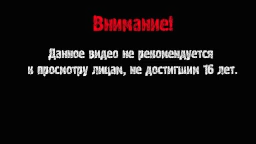 Внимание!
Данное видео не рекомендуется
к просмотру лицам, не достигшим 16 лет.